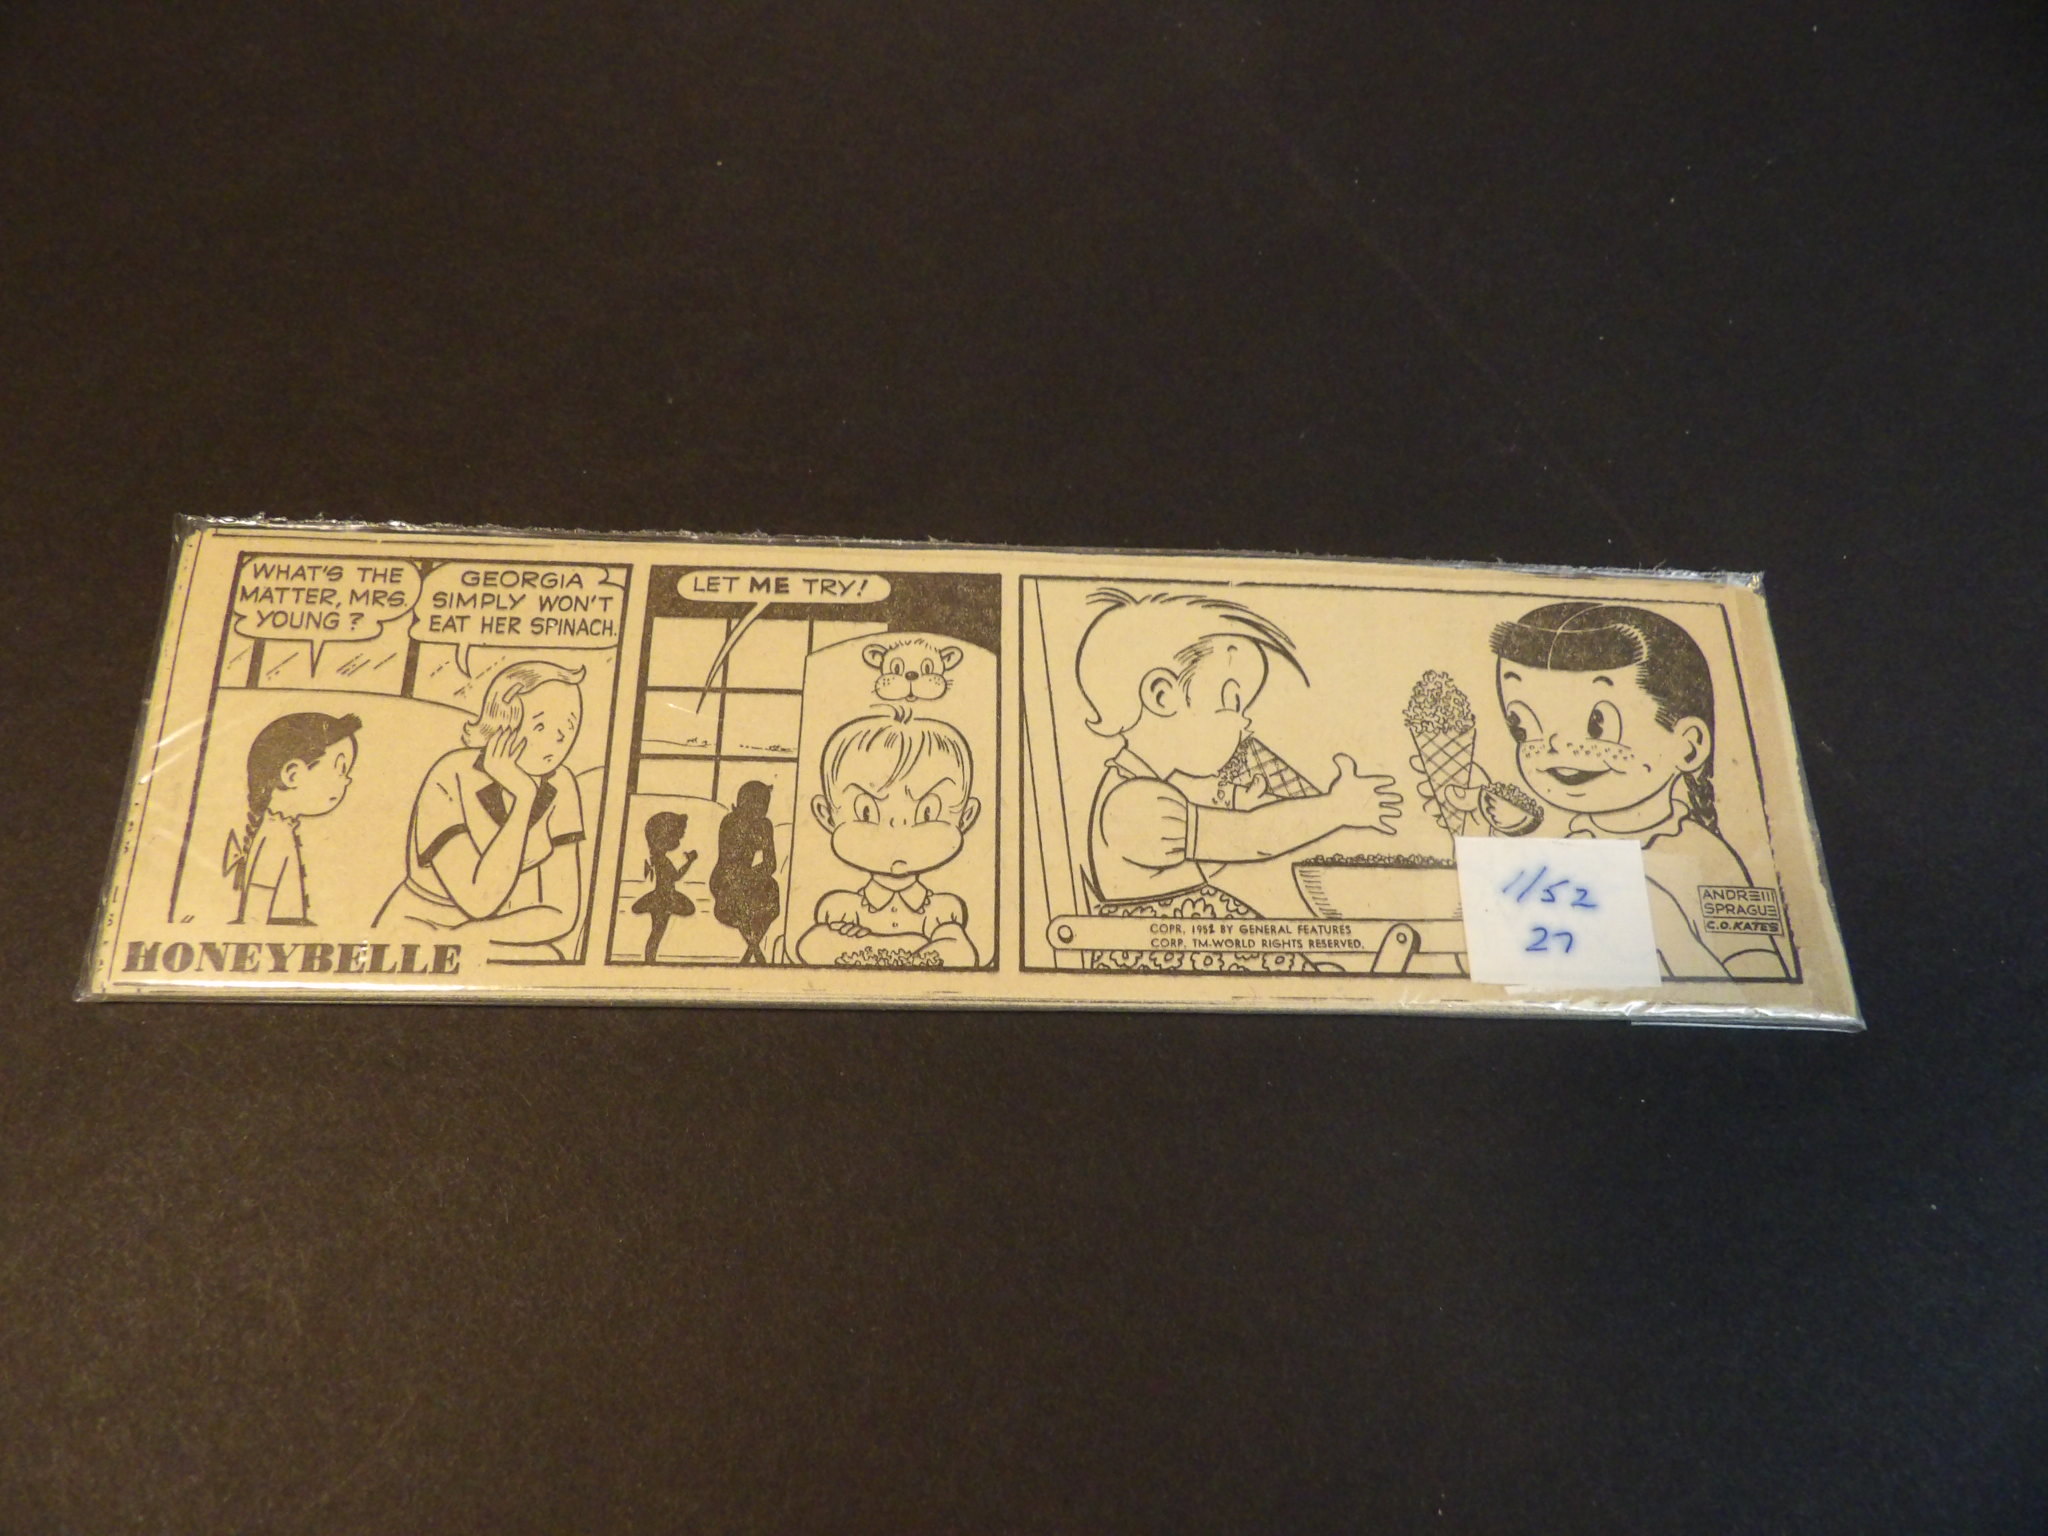 WHAT'S THE
MATTER, MRS.
YOUNG?
GEORGIA
SIMPLY WON'T
EAT HER SPINACH.
HONEYBELLE
LET ME TRY!
COPR. 1952 BY GENERAL FEATURES
CORP. TM-WORLD RIGHTS RESERVED.
1/52
27
ANDRE
SPRAGUE
C.O. KATES